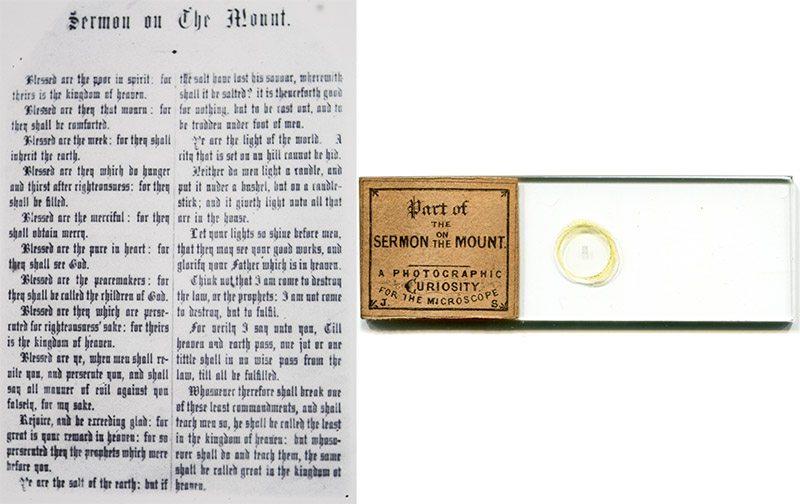 Sermon on The Mount.
Blessed are the poor in spirit: for
theirs is the kingdom of heaven.
Blessed are they that mourn: for
they shall be comforted.
Blessed are the meek: for they shall
inherit the earth.
Blessed are they which do hunger
and thirst after righteonsness: for they
shall be filled.
Blessed are the merciful: for they
shall obtain mercy.
Blessed are the pure in heart: for
they shall see God.
Blessed are the peacemakers: for
they shall be called the children of God.
Blessed are they which are perse-
cuted for righteousness' sake: for theirs
is the kingdom of heaven.
Blessed are ye, when men shall re-
vile you, and persecute you, and shall
say all manner of evil against you
falsely, for my sake.
Rejoice, and be exceeding glad: for
great is your reward in heaven: for so
persecuted they the prophets which were
before you.
Ye are the salt of the earth: but if
the salt have lost his savour, wherewith
shall it be salted? it is thenceforth good
for nothing, but to be cast out, and to
be trodden under foot of men.
Ye are the light of the world. A
city that is set on an hill cannot be hid.
Neither do men light a candle, and
put it under a bushel, but on a candle-
stick; and it giveth light unto all that
are in the house.
Let your lights so shine before men,
that they may see your good works, and
glorify your Father which is in heaven.
Think not that I am come to destroy
the law, or the prophets: I am not come
to destroy, but to fulfil.
For verily I say unto you, Till
heaven and earth pass, one jot or one
tittle shall in no wise pass from the
law, till all be fulfilled.
Whosoever therefore shall break one
of these least commandments, and shall
teach men so, he shall be called the least
in the kingdom of heaven: but whoso-
ever shall do and teach them, the same
shall be called great in the kingdom of
heaven.
Part of
THE
SERMON ON THE MOUNT.
A PHOTOGRAPHIC
CURIOSITY
FOR THE MICROSCOPE
J. S.